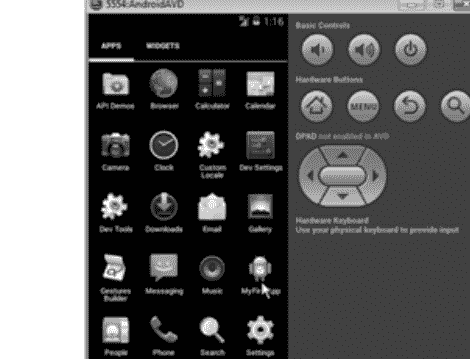 5554:AndroidAVD
1:16
APPS WIDGETS
API Demos Browser Calculator Calendar
Camera Clock Custom Locale Dev Settings
Dev Tools Downloads Email Gallery
Gestures Builder Messaging Music
People Phone Search Settings
Basic Controls
Hardware Buttons
MENU
DPAD not enabled in AVD
Hardware Keyboard
Use your physical keyboard to provide input